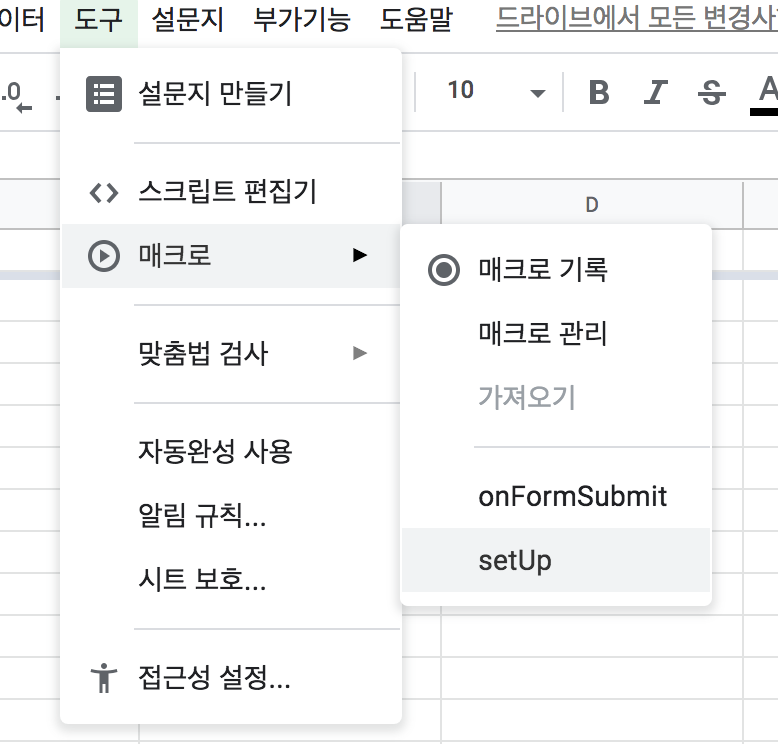 이터 도구 설문지 부가기능 도움말 드라이브에서 모든 변경사
설문지 만들기
.0
10
B I S A
스크립트 편집기
D
매크로
매크로 기록
매크로 관리
맞춤법 검사
가져오기
자동완성 사용
onFormSubmit
알림 규칙...
setUp
시트 보호...
접근성 설정...